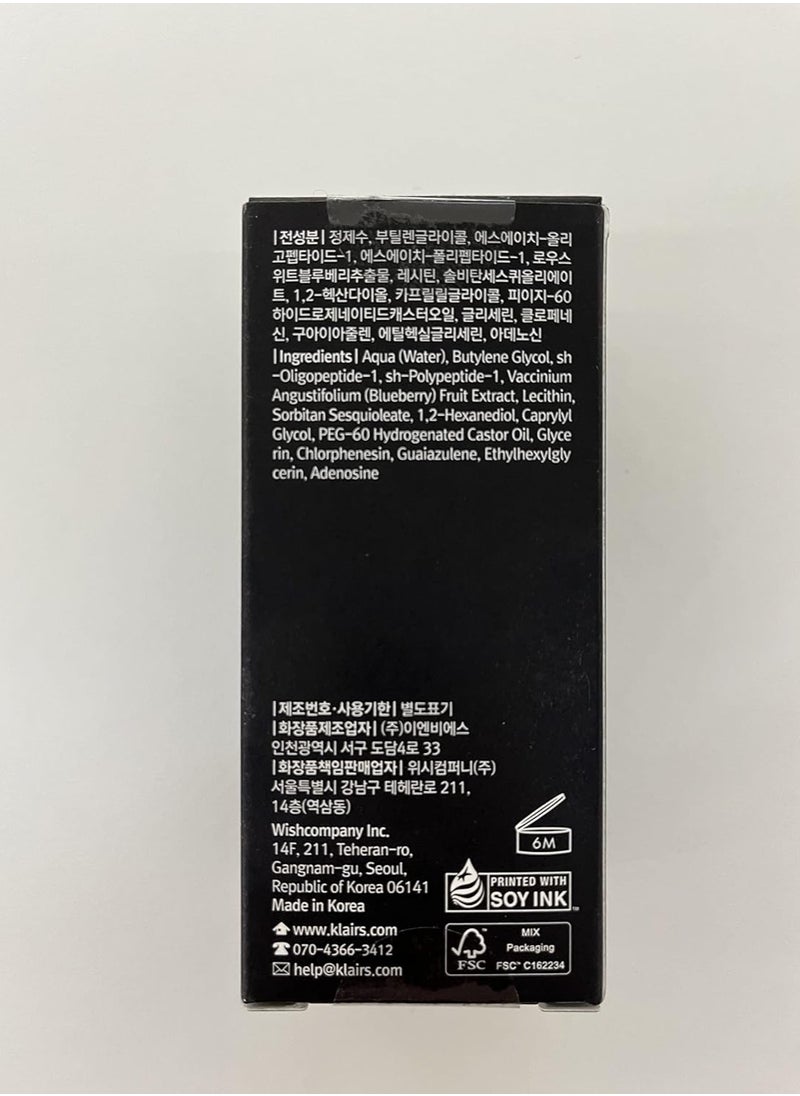 |전성분| 정제수, 부틸렌글라이콜, 에스에이치-올리
고펩타이드-1, 에스에이치-폴리펩타이드-1, 로우스
위트블루베리추출물, 레시틴, 솔비탄세스퀴올리에이
트, 1,2-헥산다이올, 카프릴릴글라이콜, 피이지-60
하이드로제네이티드캐스터오일, 글리세린, 클로페네
신, 구아이아줄렌, 에틸헥실글리세린, 아데노신
|Ingredients| Aqua (Water), Butylene Glycol, sh
-Oligopeptide-1, sh-Polypeptide-1, Vaccinium
Angustifolium (Blueberry) Fruit Extract, Lecithin,
Sorbitan Sesquioleate, 1,2-Hexanediol, Caprylyl
Glycol, PEG-60 Hydrogenated Castor Oil, Glyce
rin, Chlorphenesin, Guaiazulene, Ethylhexylgly
cerin, Adenosine
|제조번호·사용기한| 별도표기
|화장품제조업자| (주)이엔비에스
인천광역시 서구 도담4로 33
|화장품책임판매업자| 위시컴퍼니(주)
서울특별시 강남구 테헤란로 211,
14층(역삼동)
Wishcompany Inc.
14F, 211, Teheran-ro,
Gangnam-gu, Seoul,
Republic of Korea 06141
Made in Korea
www.klairs.com
070-4366-3412
help@klairs.com
6M
PRINTED WITH
SOY INK™
FSC™
MIX
Packaging
FSC™ C162234